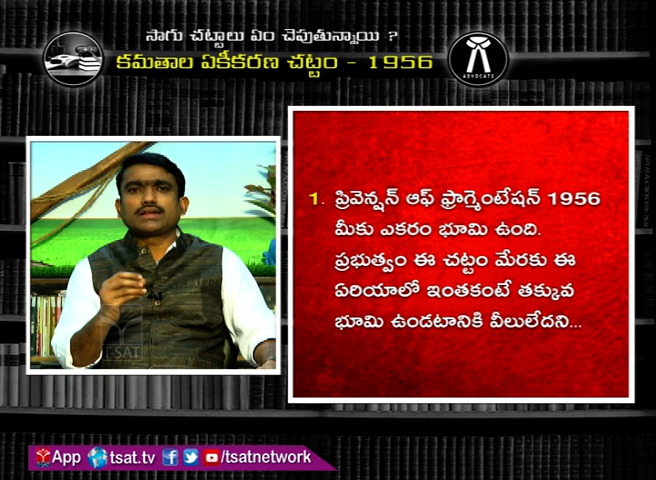 సాగు చట్టాలు ఏం చెపుతున్నాయి ?
కమతాల ఏకీకరణ చట్టం - 1956
ADVOCATE
1. ప్రివెన్షన్ ఆఫ్ ఫ్రాగ్మెంటేషన్ 1956
మీకు ఎకరం భూమి ఉంది.
ప్రభుత్వం ఈ చట్టం మేరకు ఈ
ఏరియాలో ఇంతకంటే తక్కువ
భూమి ఉండటానికి వీలులేదని...
T-SAT
App tsat.tv /tsatnetwork